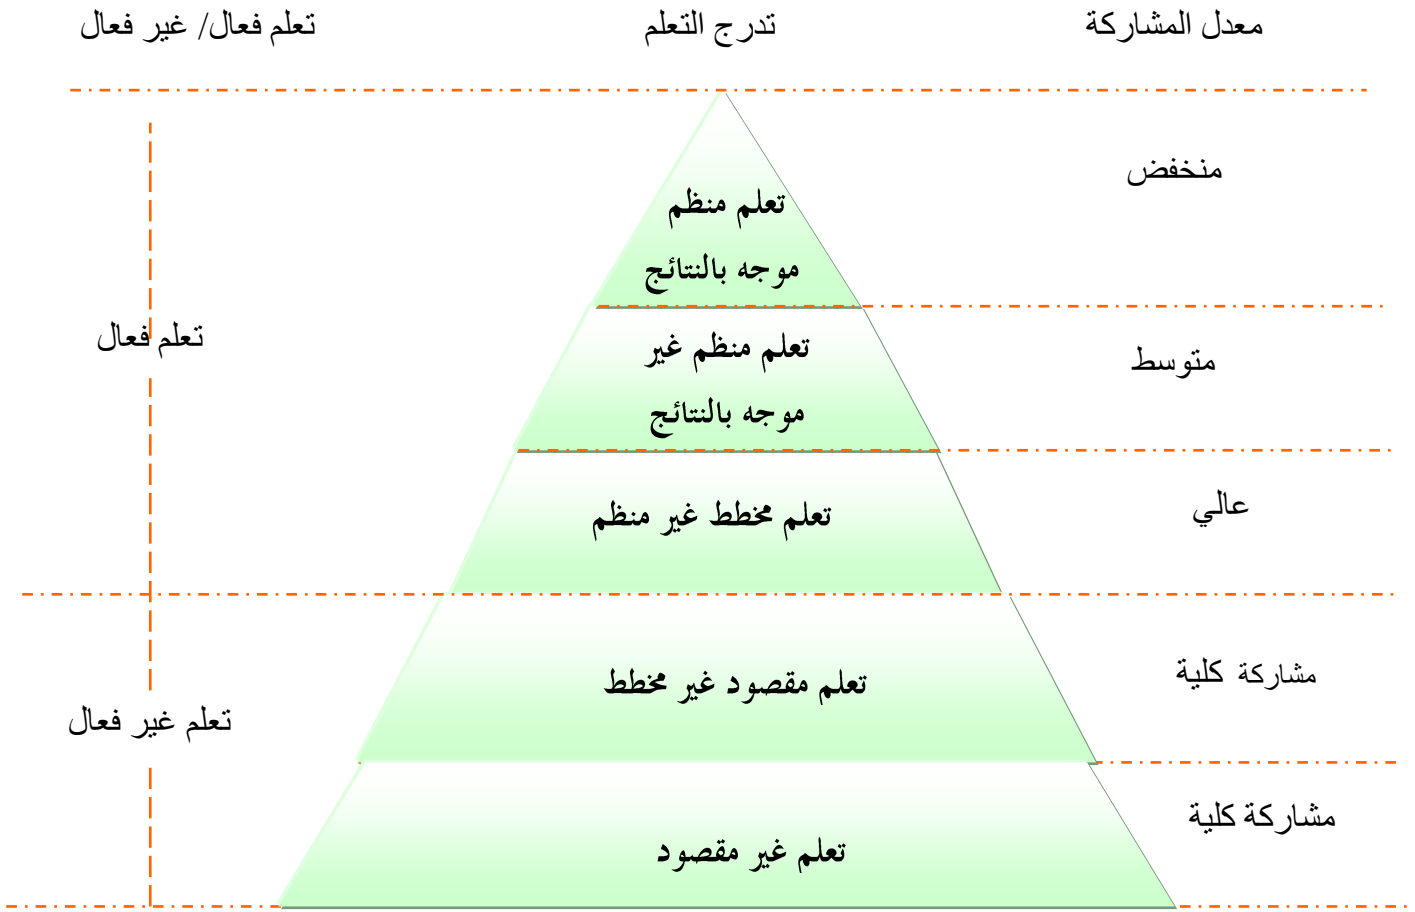 معدل المشاركة
تدرج التعلم
تعلم فعال/ غير فعال
منخفض
تعلم منظم
موجه بالنتائج
متوسط
تعلم منظم غير
موجه بالنتائج
تعلم فعال
عالي
تعلم مخطط غير منظم
مشاركة كلية
تعلم مقصود غير مخطط
تعلم غير فعال
مشاركة كلية
تعلم غير مقصود